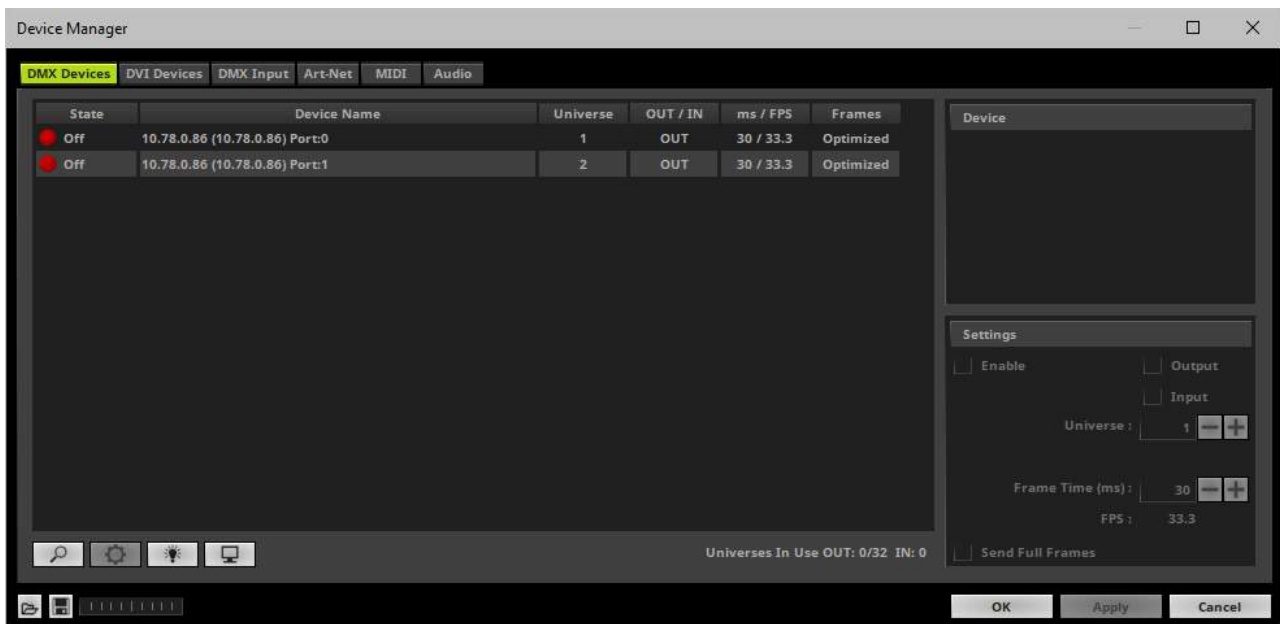 Device Manager
DMX Devices DVI Devices DMX Input Art-Net MIDI Audio
State Device Name Universe OUT / IN ms / FPS Frames
Off 10.78.0.86 (10.78.0.86) Port:0 1 OUT 30 / 33.3 Optimized
Off 10.78.0.86 (10.78.0.86) Port:1 2 OUT 30 / 33.3 Optimized
Universes In Use OUT: 0/32 IN: 0
Device
Settings
Enable Output
Input
Universe : 1
Frame Time (ms) : 30
FPS : 33.3
Send Full Frames
OK Apply Cancel